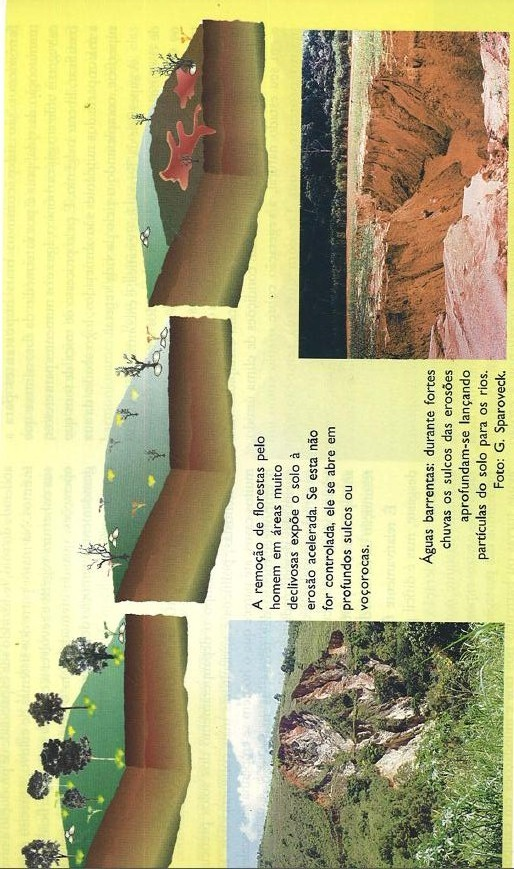 A remoção de florestas pelo
homem em áreas muito
declivosas expõe o solo à
erosão acelerada. Se esta não
for controlada, ele se abre em
profundos sulcos ou
voçorocas.
Águas barrentas: durante fortes
chuvas os sulcos das erosões
aprofundam-se lançando
partículas do solo para os rios.
Foto: G. Sparoveck.